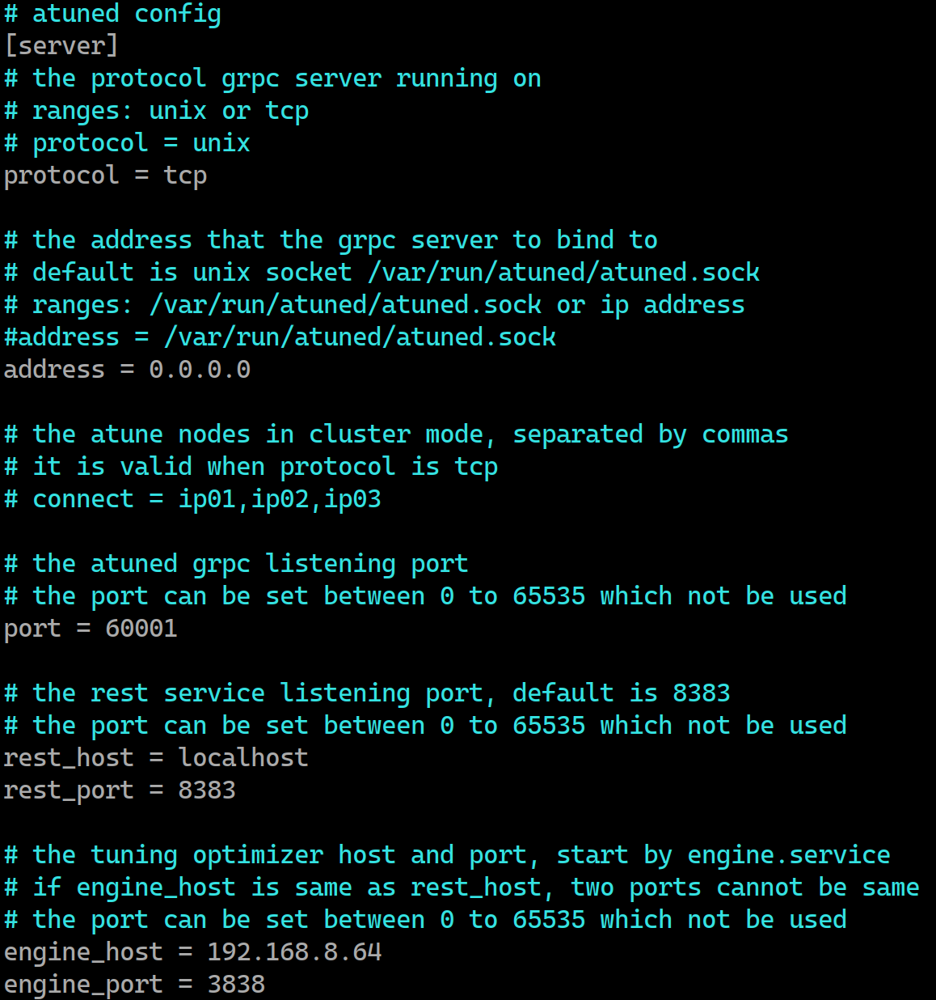 # atuned config
[server]
# the protocol grpc server running on
# ranges: unix or tcp
# protocol = unix
protocol = tcp
# the address that the grpc server to bind to
# default is unix socket /var/run/atuned/atuned.sock
# ranges: /var/run/atuned/atuned.sock or ip address
#address = /var/run/atuned/atuned.sock
address = 0.0.0.0
# the atune nodes in cluster mode, separated by commas
# it is valid when protocol is tcp
# connect = ip01,ip02,ip03
# the atuned grpc listening port
# the port can be set between 0 to 65535 which not be used
port = 60001
# the rest service listening port, default is 8383
# the port can be set between 0 to 65535 which not be used
rest_host = localhost
rest_port = 8383
# the tuning optimizer host and port, start by engine.service
# if engine_host is same as rest_host, two ports cannot be same
# the port can be set between 0 to 65535 which not be used
engine_host = 192.168.8.64
engine_port = 3838